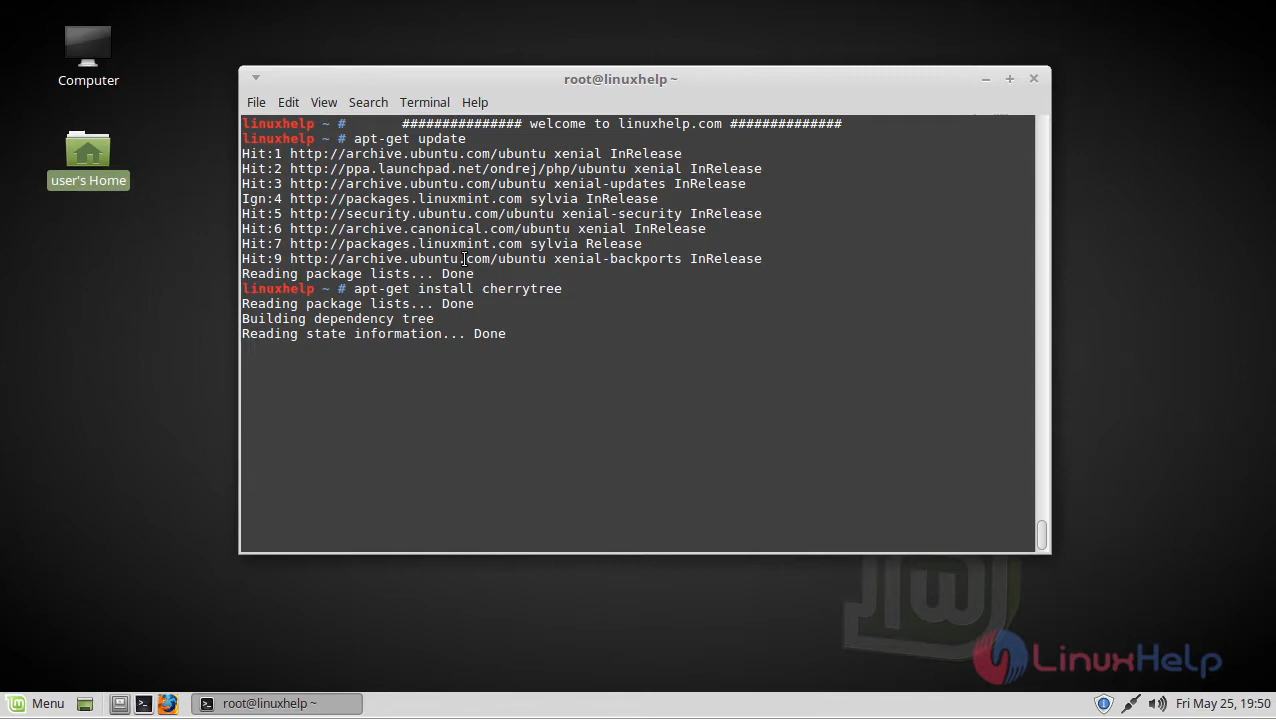 Computer
user's Home
root@linuxhelp ~
File Edit View Search Terminal Help
linuxhelp ~ # ############### welcome to linuxhelp.com ##############
linuxhelp ~ # apt-get update
Hit:1 http://archive.ubuntu.com/ubuntu xenial InRelease
Hit:2 http://ppa.launchpad.net/ondrej/php/ubuntu xenial InRelease
Hit:3 http://archive.ubuntu.com/ubuntu xenial-updates InRelease
Ign:4 http://packages.linuxmint.com sylvia InRelease
Hit:5 http://security.ubuntu.com/ubuntu xenial-security InRelease
Hit:6 http://archive.canonical.com/ubuntu xenial InRelease
Hit:7 http://packages.linuxmint.com sylvia Release
Hit:9 http://archive.ubuntu.com/ubuntu xenial-backports InRelease
Reading package lists... Done
linuxhelp ~ # apt-get install cherrytree
Reading package lists... Done
Building dependency tree
Reading state information... Done
LinuxHelp
Menu root@linuxhelp ~ Fri May 25, 19:50